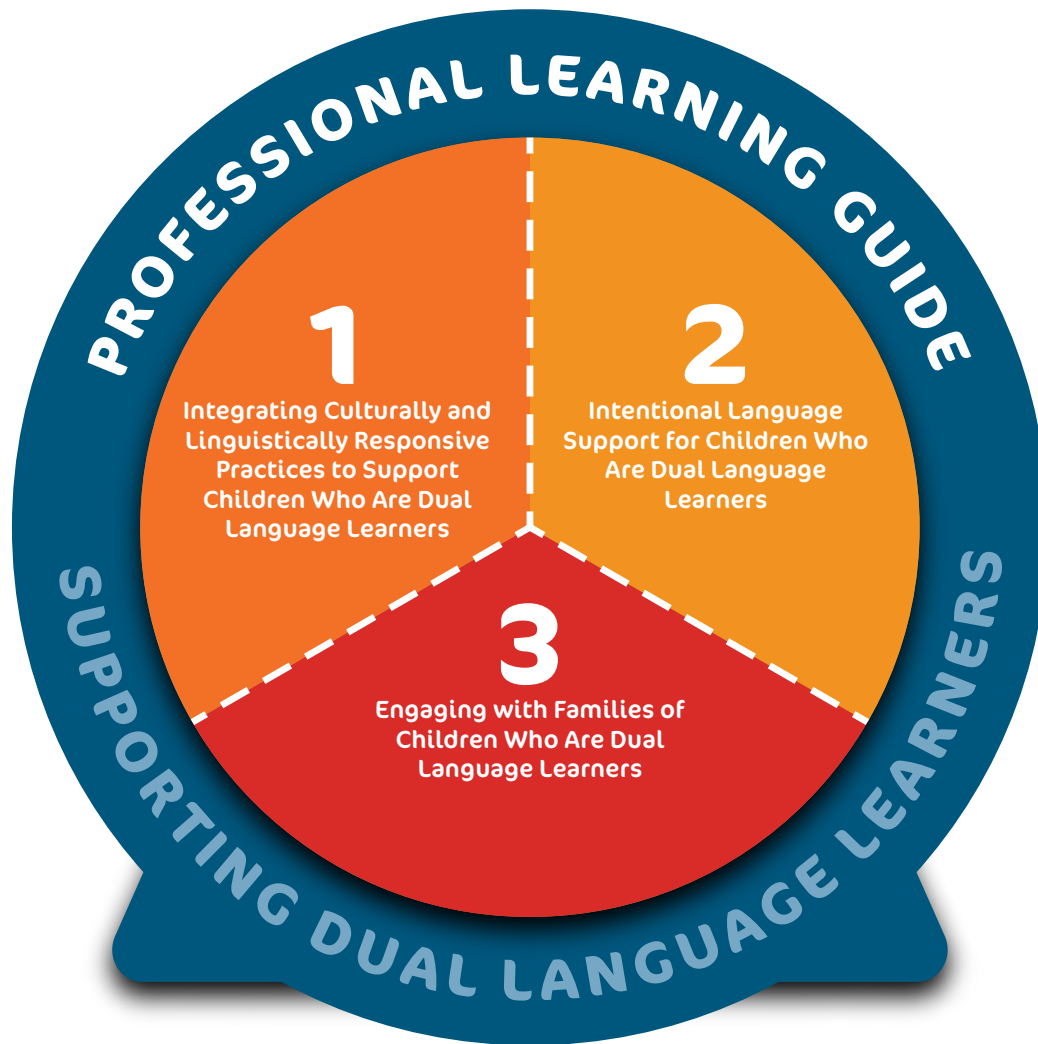 PROFESSIONAL LEARNING GUIDE
1
Integrating Culturally and
Linguistically Responsive
Practices to Support
Children Who Are Dual
Language Learners
2
Intentional Language
Support for Children Who
Are Dual Language
Learners
3
Engaging with Families of
Children Who Are Dual
Language Learners
SUPPORTING DUAL LANGUAGE LEARNERS